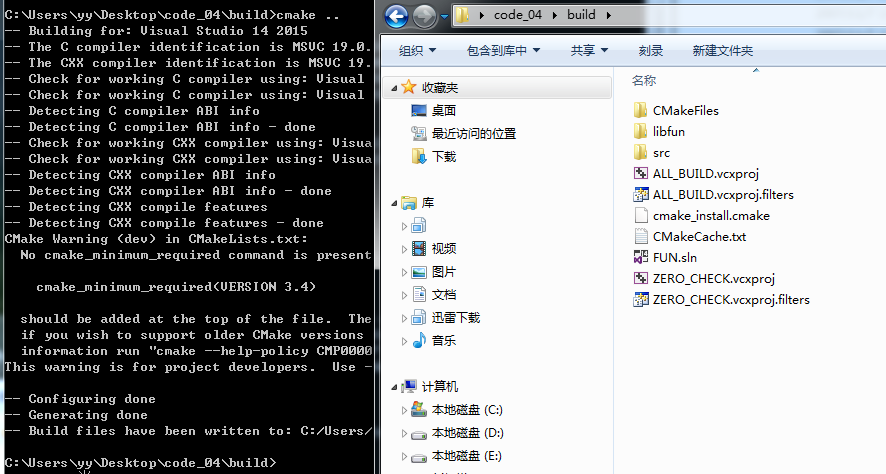 C:\Users\yy\Desktop\code_04\build>cmake ..
-- Building for: Visual Studio 14 2015
-- The C compiler identification is MSVC 19.0.
-- The CXX compiler identification is MSVC 19.
-- Check for working C compiler using: Visual
-- Check for working C compiler using: Visual
-- Detecting C compiler ABI info
-- Detecting C compiler ABI info - done
-- Check for working CXX compiler using: Visua
-- Check for working CXX compiler using: Visua
-- Detecting CXX compiler ABI info
-- Detecting CXX compiler ABI info - done
-- Detecting CXX compile features
-- Detecting CXX compile features - done
CMake Warning (dev) in CMakeLists.txt:
No cmake_minimum_required command is present
cmake_minimum_required(VERSION 3.4)
should be added at the top of the file.  The
if you wish to support older CMake versions
information run "cmake --help-policy CMP0000
This warning is for project developers.  Use -
-- Configuring done
-- Generating done
-- Build files have been written to: C:/Users/
C:\Users\yy\Desktop\code_04\build>
code_04 build
组织 包含到库中 共享 刻录 新建文件夹
收藏夹
桌面
最近访问的位置
下载
库
视频
图片
文档
迅雷下载
音乐
计算机
本地磁盘 (C:)
本地磁盘 (D:)
本地磁盘 (E:)
名称
CMakeFiles
libfun
src
ALL_BUILD.vcxproj
ALL_BUILD.vcxproj.filters
cmake_install.cmake
CMakeCache.txt
FUN.sln
ZERO_CHECK.vcxproj
ZERO_CHECK.vcxproj.filters